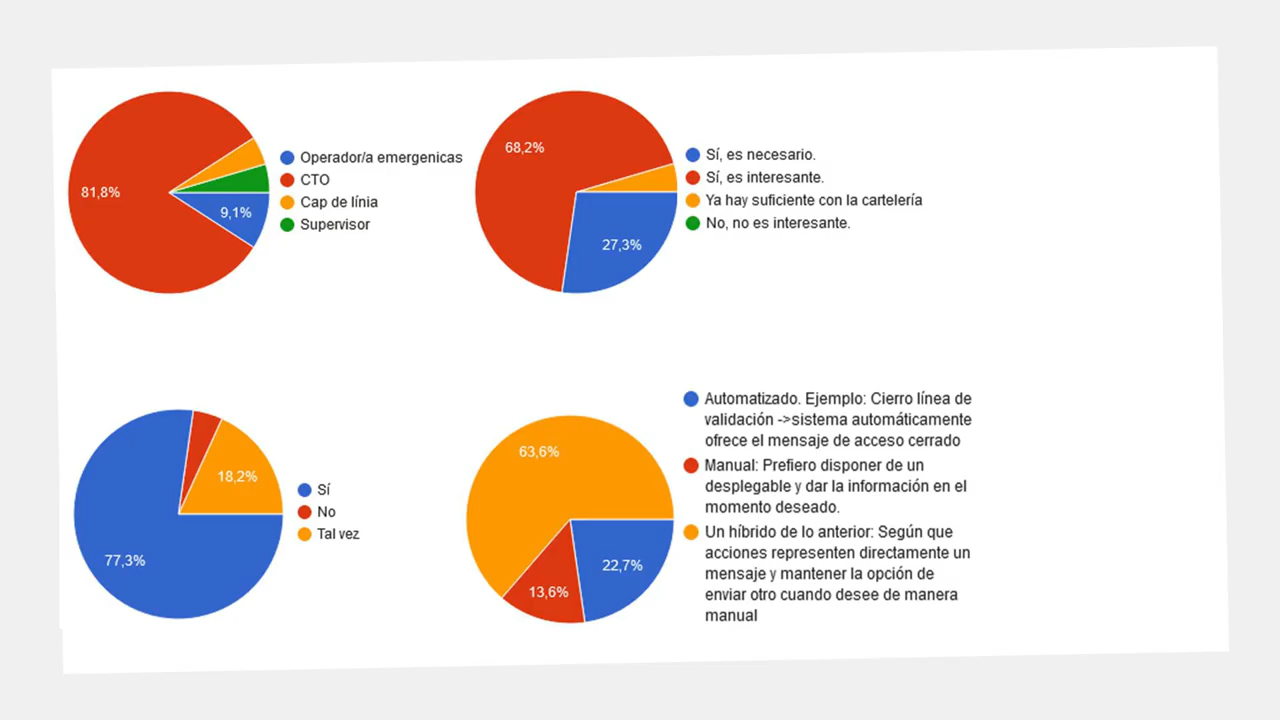 81,8%
9,1%
Operador/a emergenicas
CTO
Cap de línia
Supervisor
68,2%
27,3%
Sí, es necesario.
Sí, es interesante.
Ya hay suficiente con la cartelería
No, no es interesante.
77,3%
18,2%
Sí
No
Tal vez
63,6%
13,6%
22,7%
Automatizado. Ejemplo: Cierro línea de
validación ->sistema automáticamente
ofrece el mensaje de acceso cerrado
Manual: Prefiero disponer de un
desplegable y dar la información en el
momento deseado.
Un híbrido de lo anterior: Según que
acciones representen directamente un
mensaje y mantener la opción de
enviar otro cuando desee de manera
manual